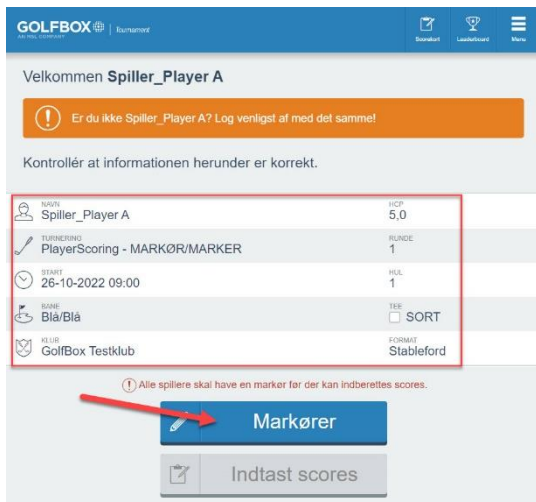 GOLFBOX | Tournament
AN MSL COMPANY
Scorekort Leaderboard Menu
Velkommen Spiller_Player A
Er du ikke Spiller_Player A? Log venligst af med det samme!
Kontrollér at informationen herunder er korrekt.
NAVN HCP
Spiller_Player A 5,0
TURNERING RUNDE
PlayerScoring - MARKØR/MARKER 1
START HUL
26-10-2022 09:00 1
BANE TEE
Blå/Blå SORT
KLUB FORMAT
GolfBox Testklub Stableford
Alle spillere skal have en markør før der kan indberettes scores.
Markører
Indtast scores